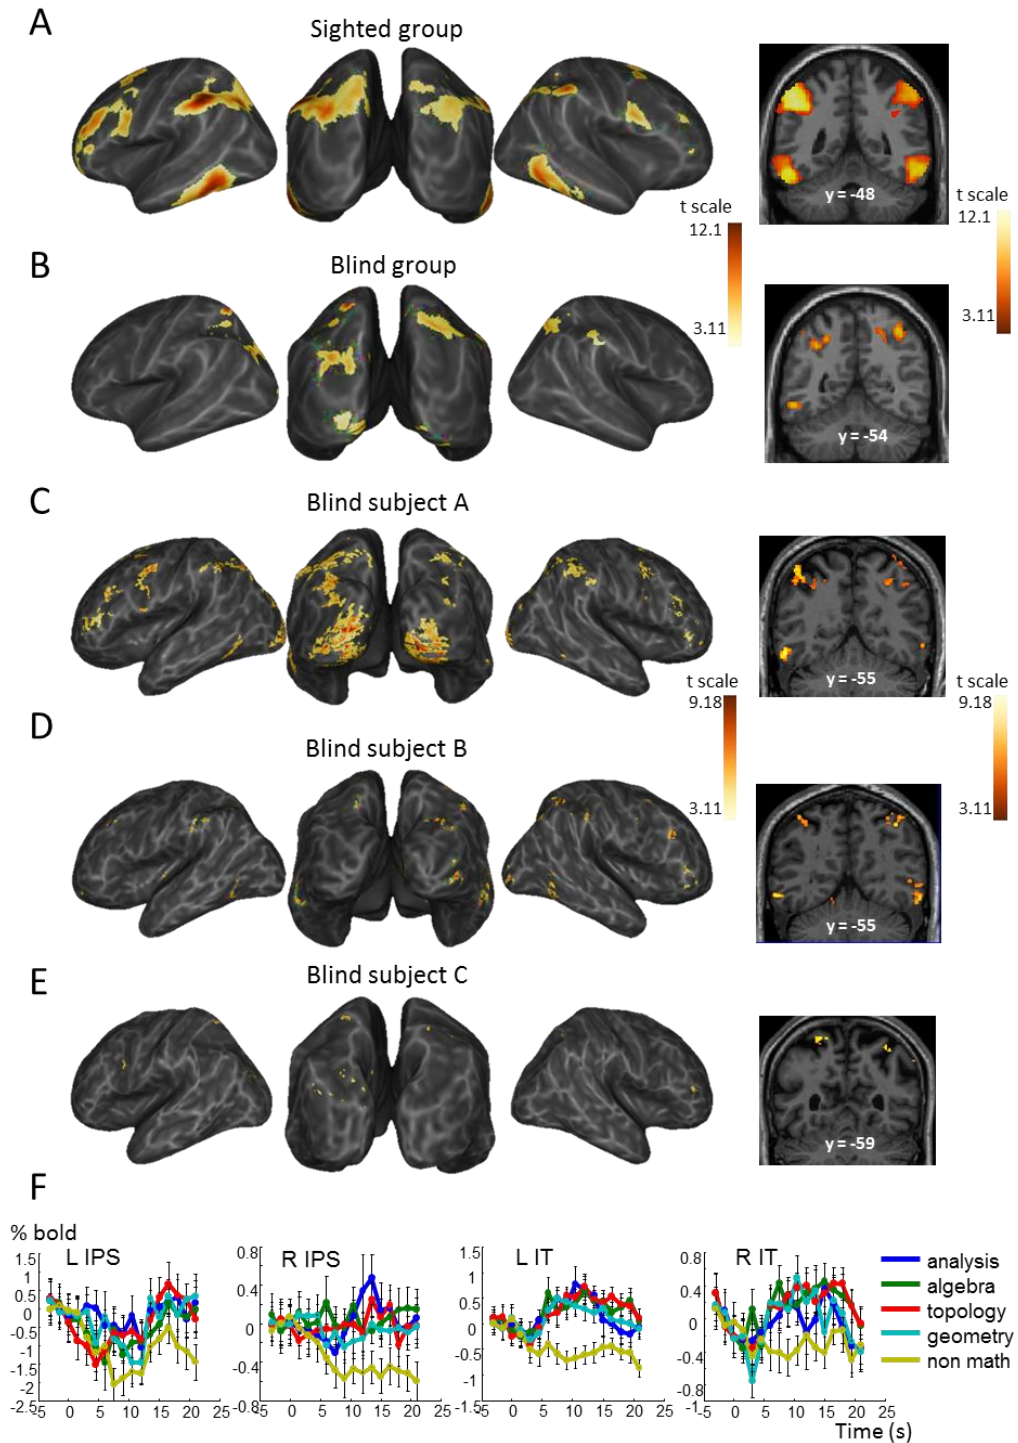 A
Sighted group
y = -48
t scale
12.1
3.11
t scale
12.1
3.11
B
Blind group
y = -54
C
Blind subject A
y = -55
t scale
9.18
3.11
t scale
9.18
3.11
D
Blind subject B
y = -55
E
Blind subject C
y = -59
F
% bold
L IPS
1.5
1
0.5
0
-0.5
-1
-1.5
-2
-2.5
-5 0 5 10 15 20 25
R IPS
0.8
0.4
0
-0.4
-0.8
-5 0 5 10 15 20 25
L IT
1.5
1
0.5
0
-0.5
-1
-1.5
-5 0 5 10 15 20 25
R IT
0.8
0.4
0
-0.4
-0.8
-1
-5 0 5 10 15 20 25
Time (s)
analysis
algebra
topology
geometry
non math